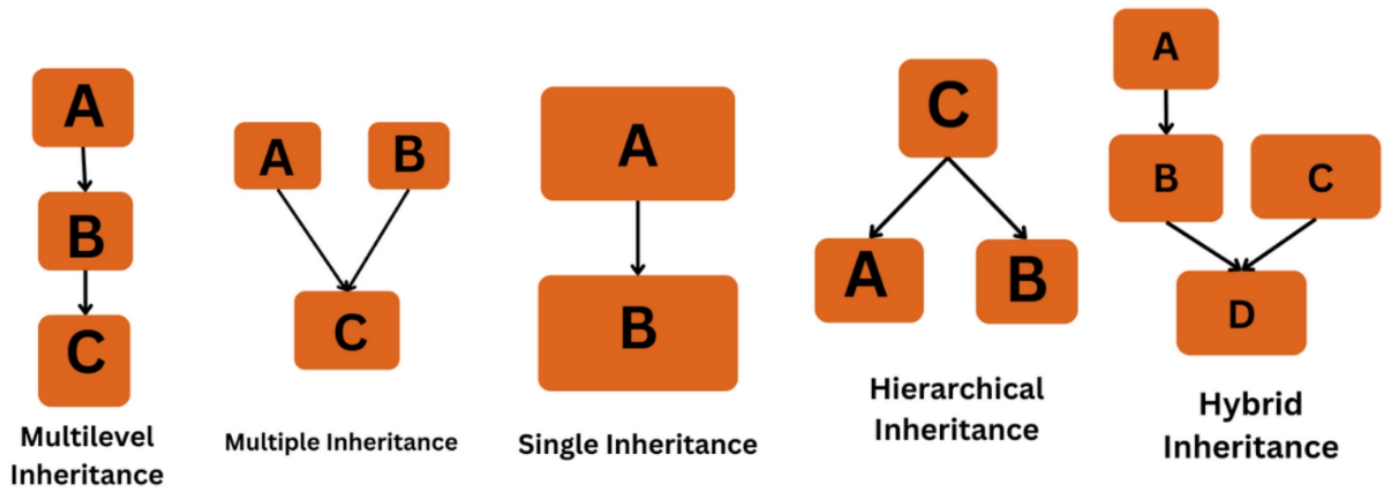 A
B
C
Multilevel
Inheritance
A
B
C
Multiple Inheritance
A
B
Single Inheritance
C
A
B
Hierarchical
Inheritance
A
B
C
D
Hybrid
Inheritance